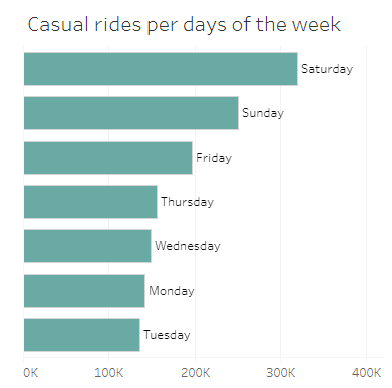 Casual rides per days of the week
Saturday
Sunday
Friday
Thursday
Wednesday
Monday
Tuesday
0K 100K 200K 300K 400K